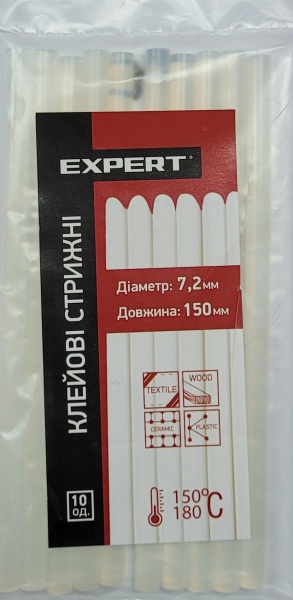 EXPERT®
КЛЕЙОВІ СТРИЖНІ
Діаметр: 7,2мм
Довжина: 150мм
TEXTILE
WOOD
CERAMIC
PLASTIC
10
од.
150°C
180